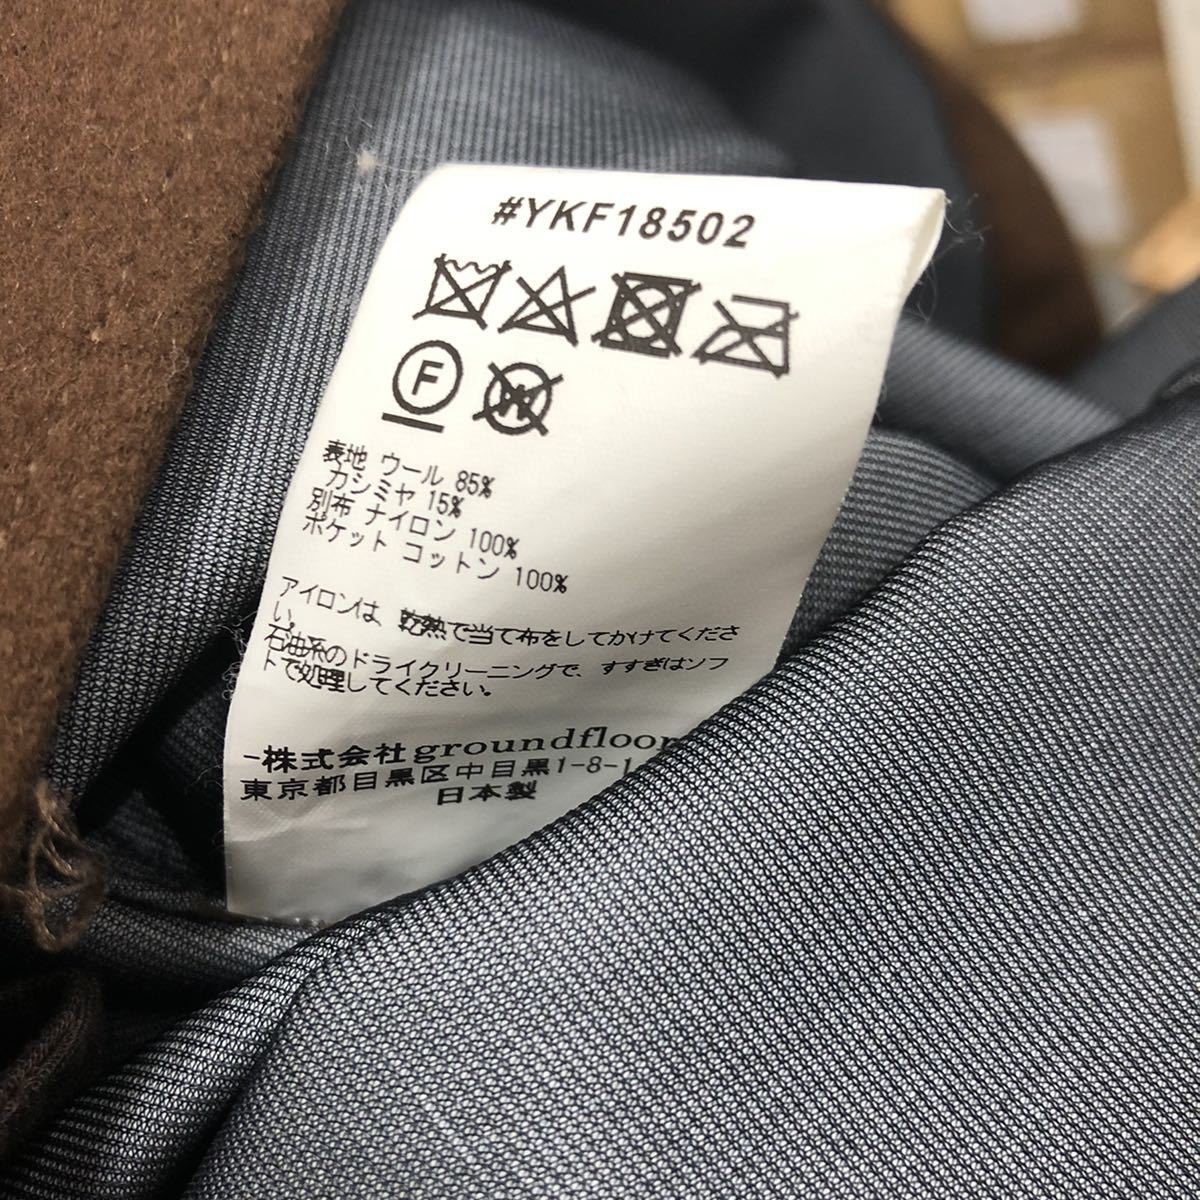 #YKF18502
F
W
表地 ウール 85%
カシミヤ 15%
別布 ナイロン 100%
ポケット コットン 100%
アイロンは、乾熱で当て布をしてかけてくださ
い。
石油系のドライクリーニングで、すすぎはソフ
トで処理してください。
-株式会社groundfloor
東京都目黒区中目黒1-8-1
日本製